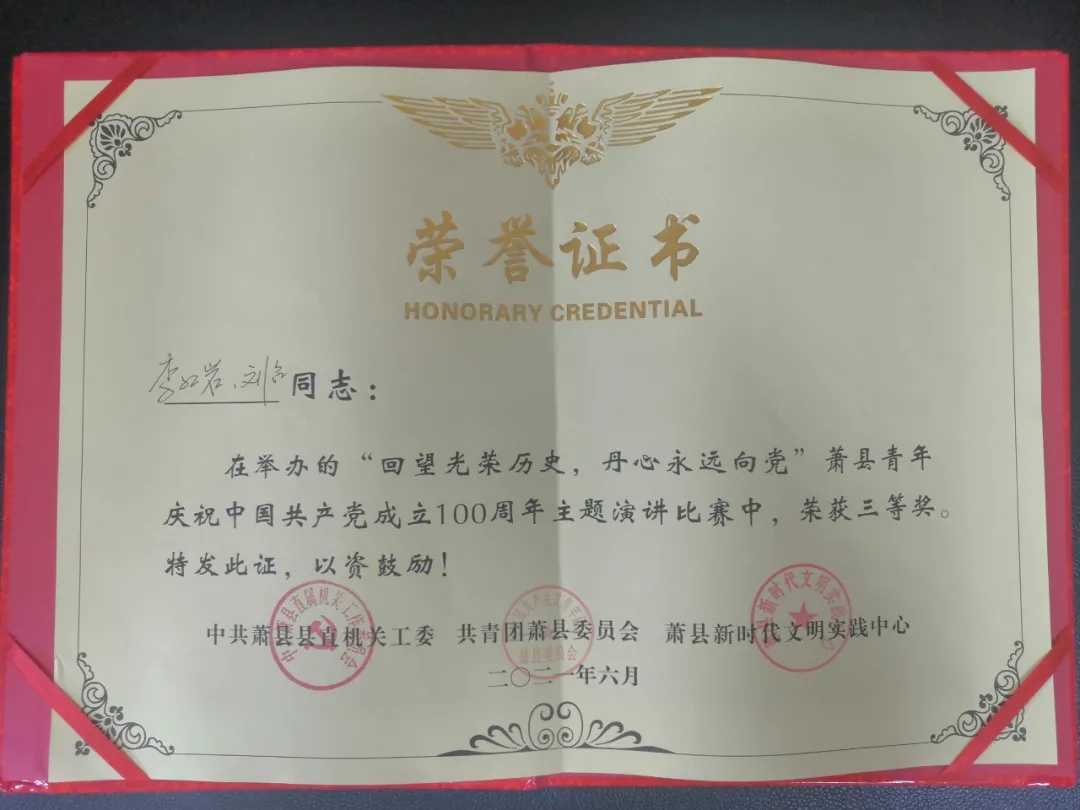 荣誉证书
HONORARY CREDENTIAL
李红岩、刘 同志：
在举办的“回望光荣历史，丹心永远向党”萧县青年
庆祝中国共产党成立100周年主题演讲比赛中，荣获三等奖。
特发此证，以资鼓励！
中共萧县县直机关工委 共青团萧县委员会 萧县新时代文明实践中心
二〇二一年六月